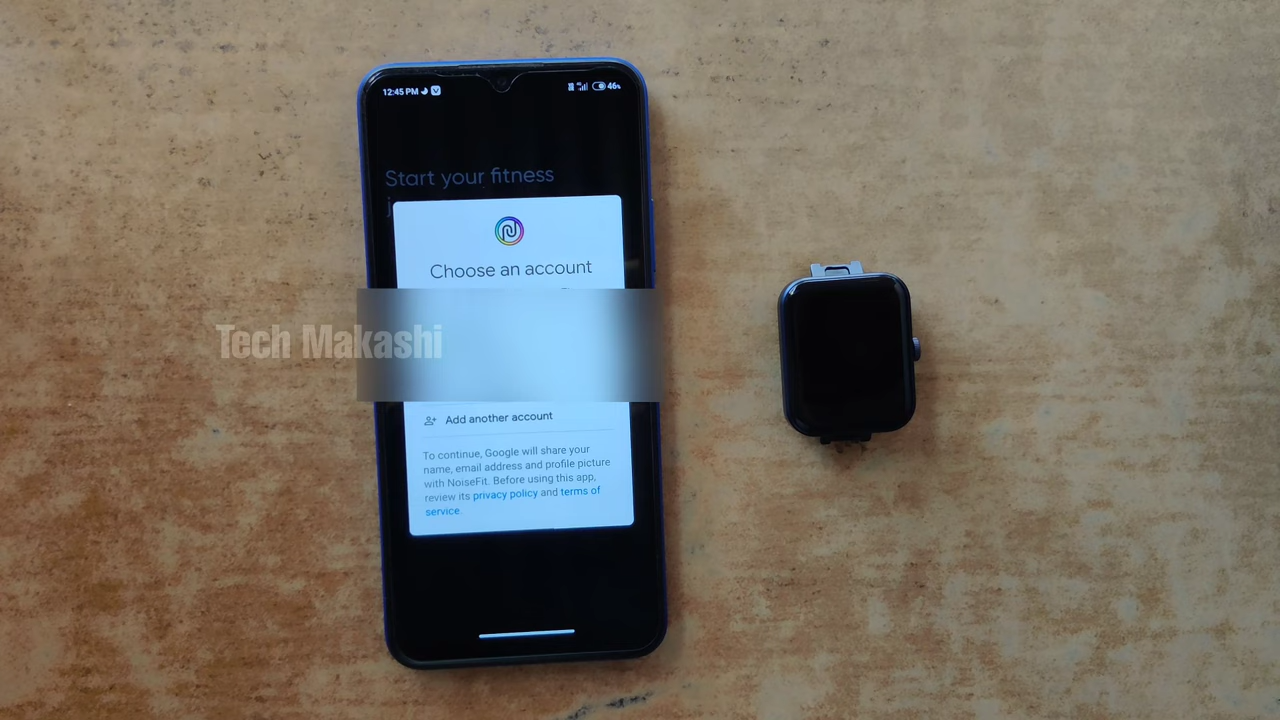 12:45 PM
46%
Start your fitness
j
Choose an account
Tech Makashi
Add another account
To continue, Google will share your
name, email address and profile picture
with NoiseFit. Before using this app,
review its privacy policy and terms of
service.